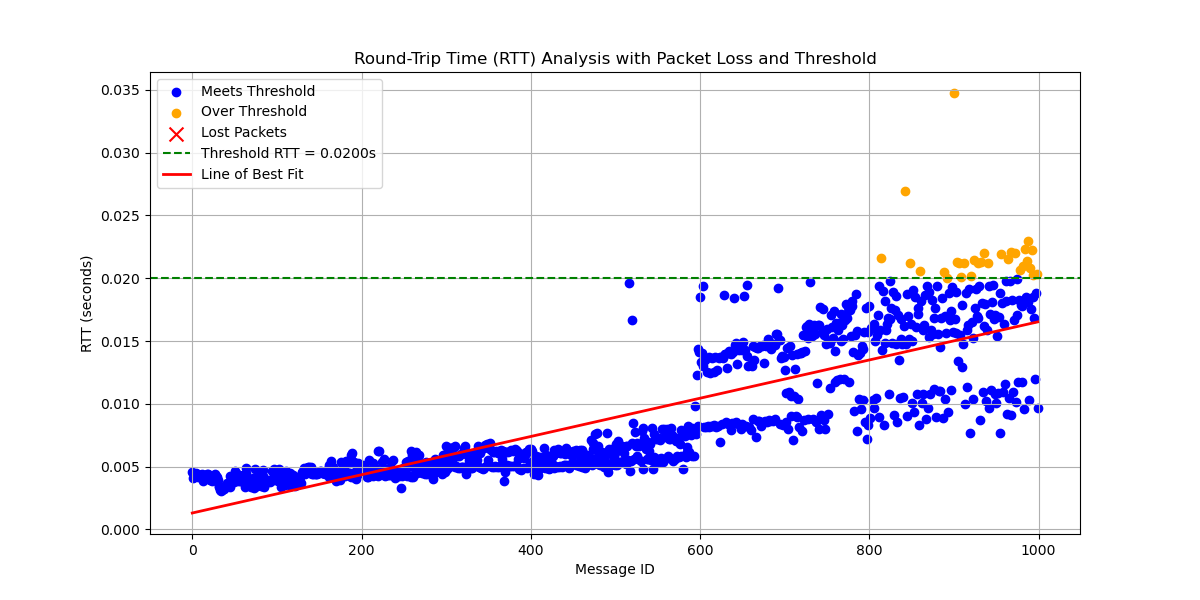 Round-Trip Time (RTT) Analysis with Packet Loss and Threshold
Meets Threshold
Over Threshold
Lost Packets
Threshold RTT = 0.0200s
Line of Best Fit
RTT (seconds)
0.035
0.030
0.025
0.020
0.015
0.010
0.005
0.000
0
200
400
600
800
1000
Message ID